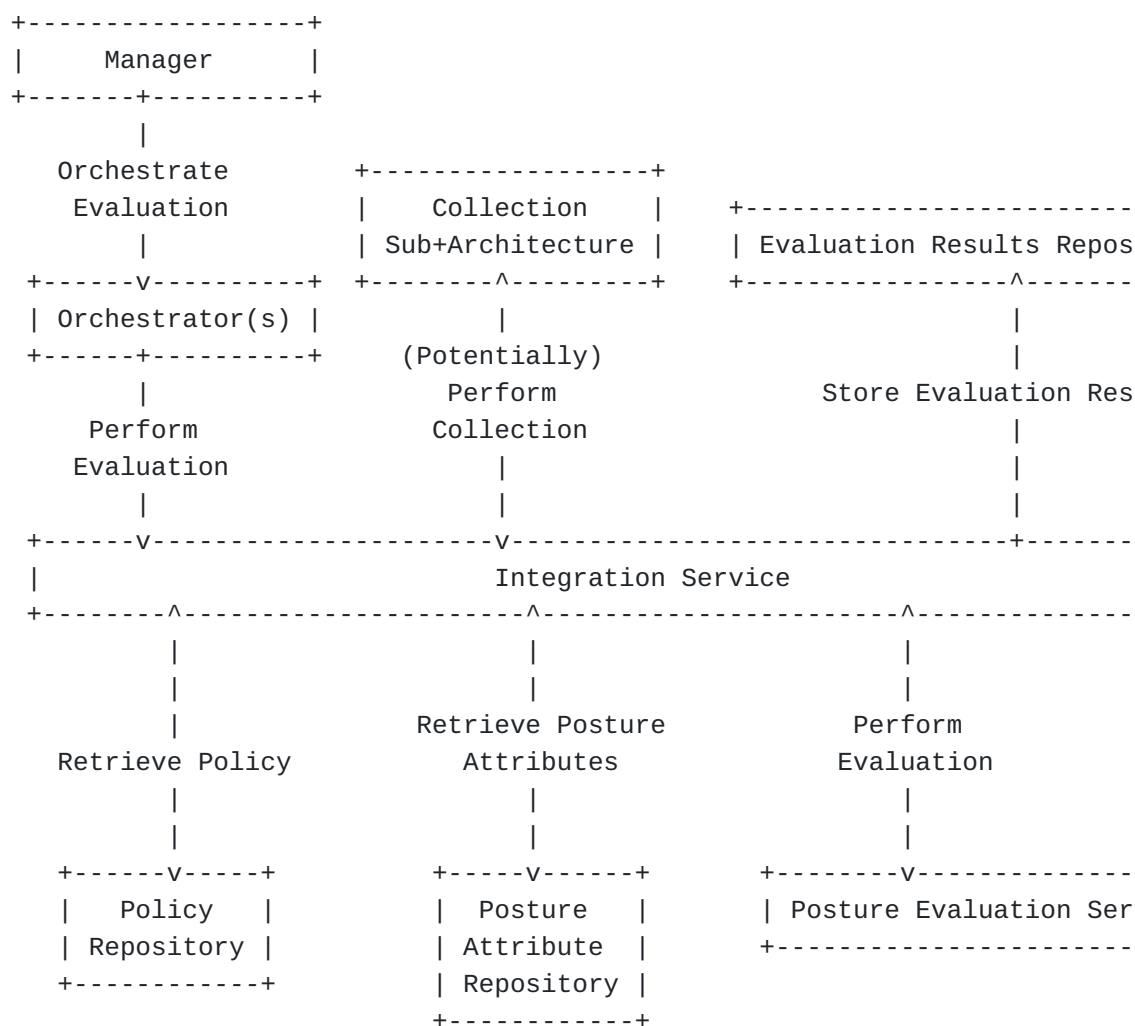 +------------------+
|     Manager      |
+-------+----------+
        |
   Orchestrate        +------------------+
    Evaluation        |    Collection    |    +-------------------------
        |             | Sub+Architecture |    | Evaluation Results Repos
 +------v----------+  +--------^---------+    +-----------------^-------
 | Orchestrator(s) |           |                                |
 +------+----------+     (Potentially)                          |
        |                   Perform                 Store Evaluation Res
     Perform               Collection                           |
    Evaluation                 |                                |
        |                      |                                |
 +------v----------------------v--------------------------------+-------
 |                             Integration Service
 +--------^----------------------^-----------------------^--------------
          |                      |                       |
          |                      |                       |
          |               Retrieve Posture            Perform
   Retrieve Policy           Attributes              Evaluation
          |                      |                       |
          |                      |                       |
   +------v-----+          +-----v------+       +--------v--------------
   |   Policy   |          |  Posture   |       | Posture Evaluation Ser
   | Repository |          | Attribute  |       +-----------------------
   +------------+          | Repository |
                           +------------+